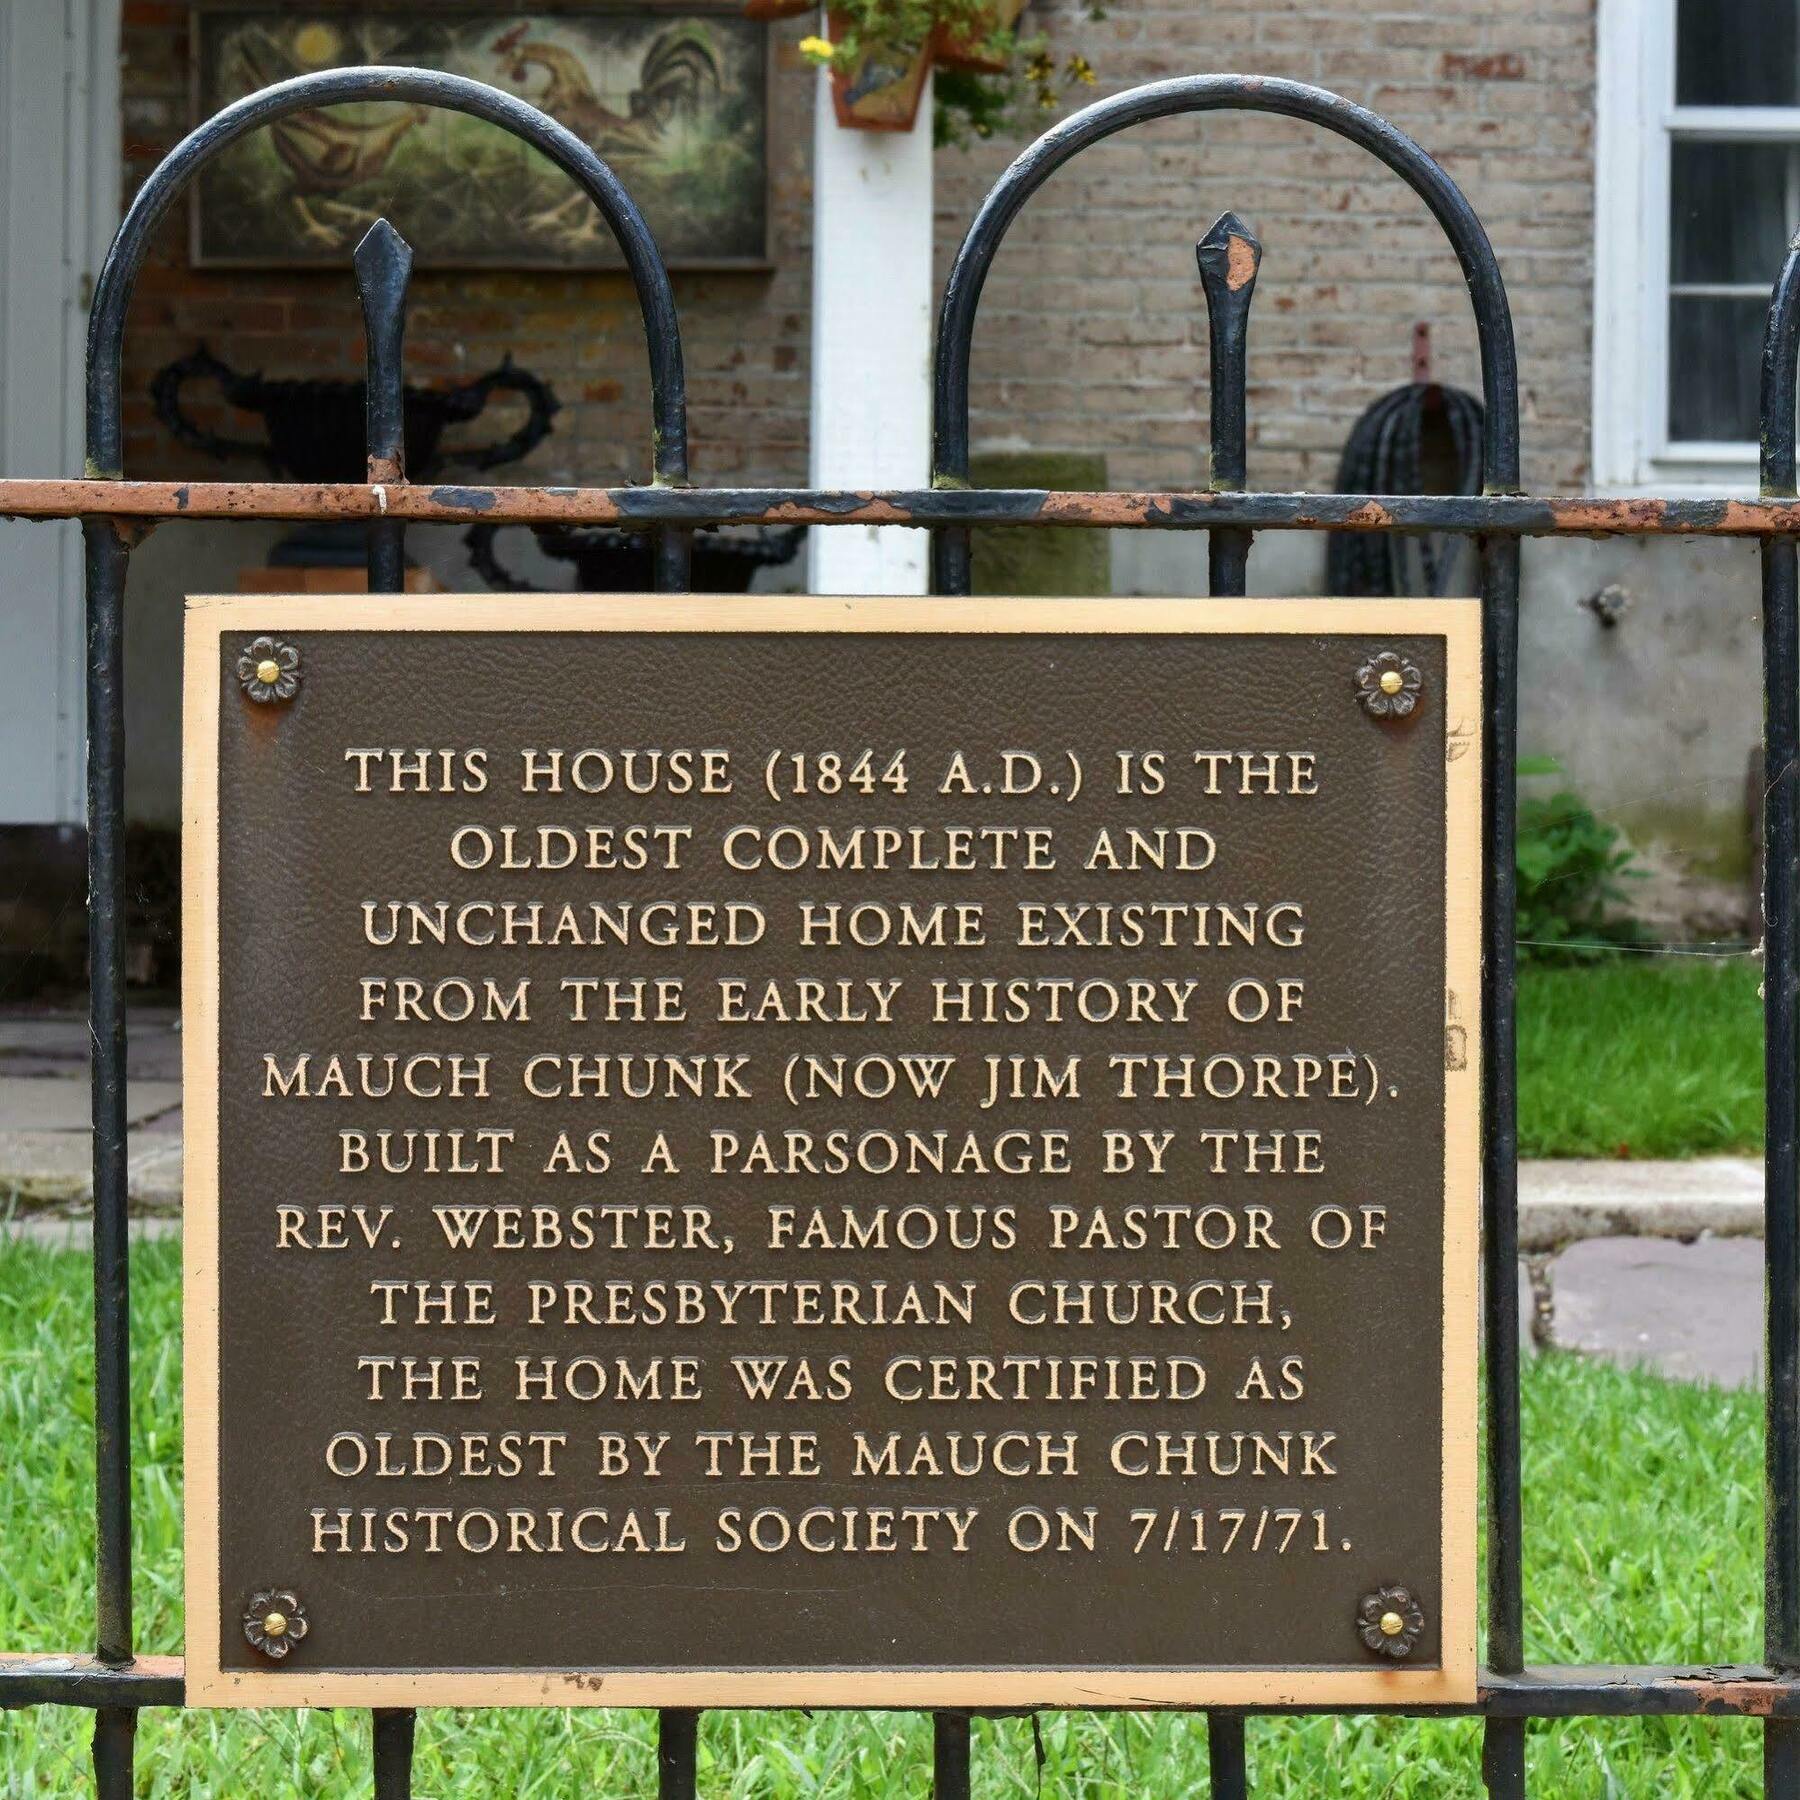 THIS HOUSE (1844 A.D.) IS THE
OLDEST COMPLETE AND
UNCHANGED HOME EXISTING
FROM THE EARLY HISTORY OF
MAUCH CHUNK (NOW JIM THORPE).
BUILT AS A PARSONAGE BY THE
REV. WEBSTER, FAMOUS PASTOR OF
THE PRESBYTERIAN CHURCH,
THE HOME WAS CERTIFIED AS
OLDEST BY THE MAUCH CHUNK
HISTORICAL SOCIETY ON 7/17/71.